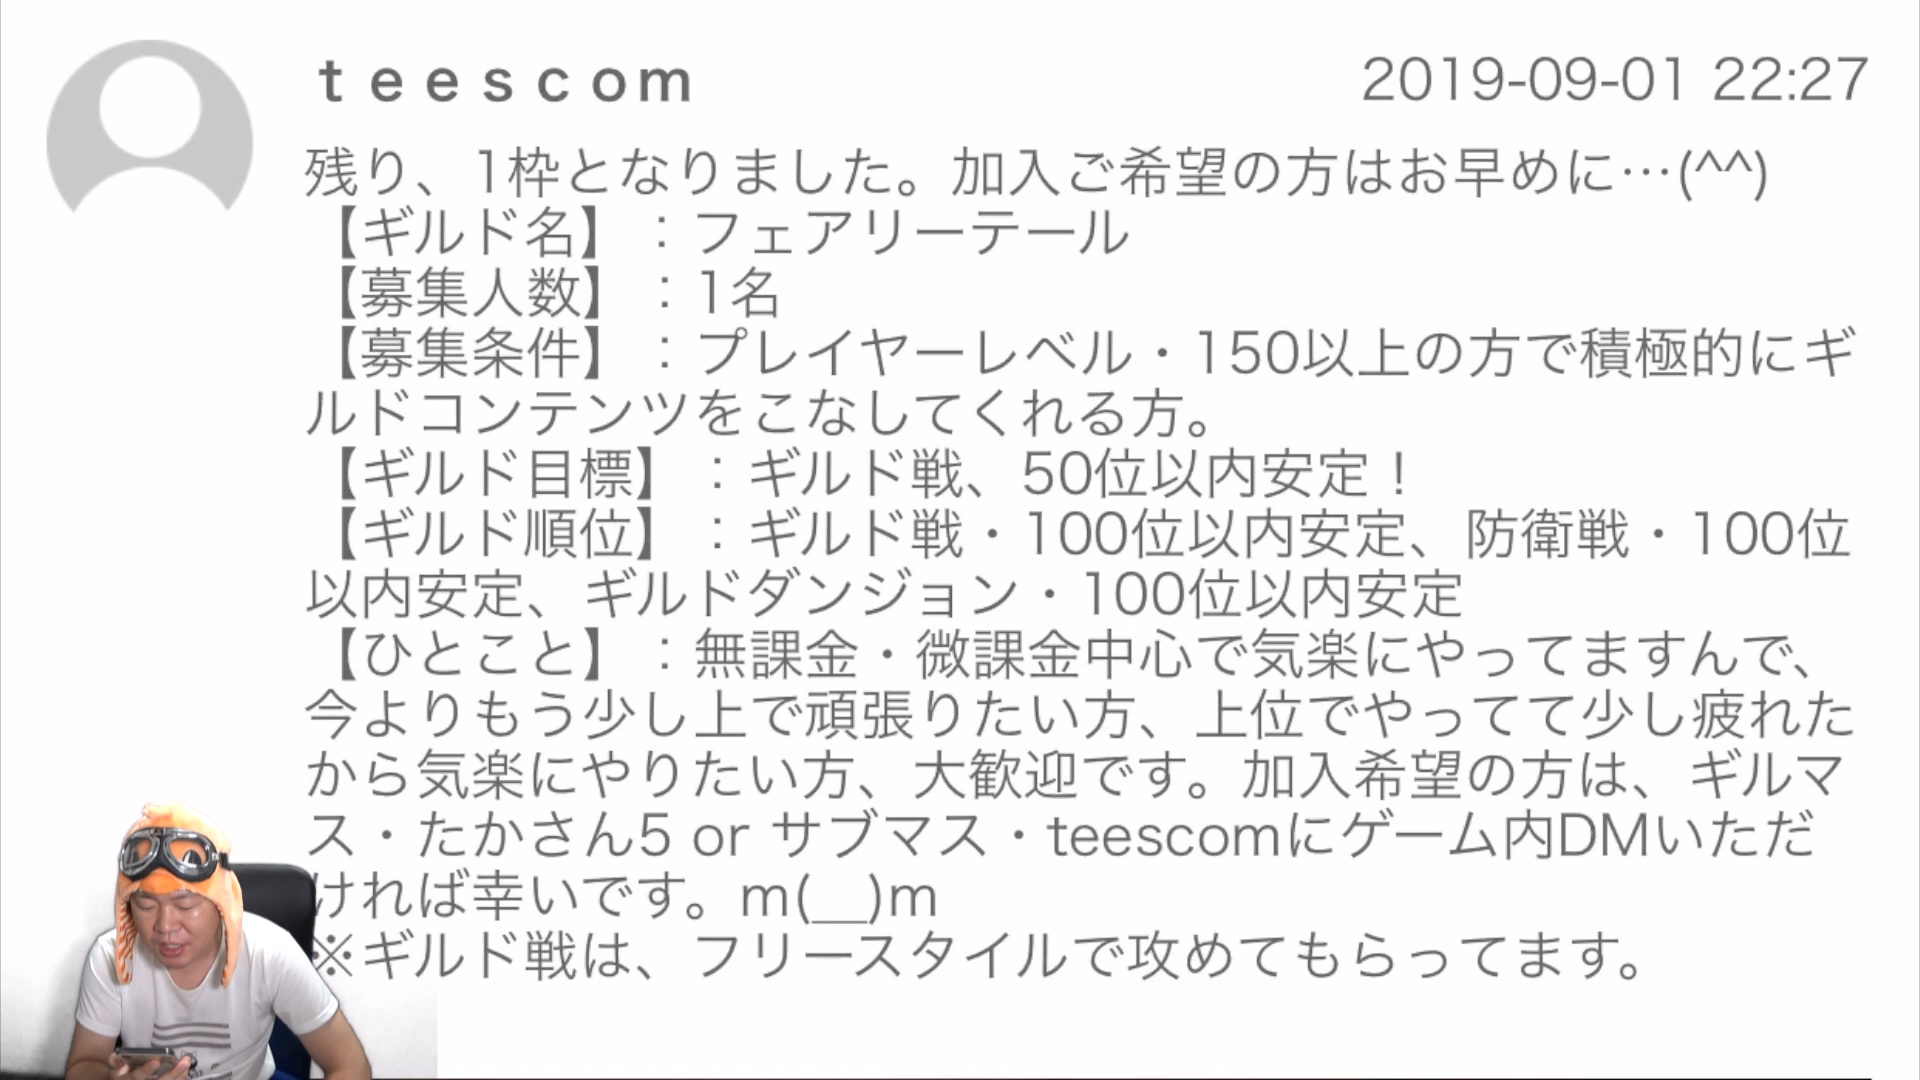 ｔｅｅｓｃｏｍ
2019-09-01 22:27
残り、1枠となりました。加入ご希望の方はお早めに…(^^)
【ギルド名】：フェアリーテール
【募集人数】：1名
【募集条件】：プレイヤーレベル・150以上の方で積極的にギ
ルドコンテンツをこなしてくれる方。
【ギルド目標】：ギルド戦、50位以内安定！
【ギルド順位】：ギルド戦・100位以内安定、防衛戦・100位
以内安定、ギルドダンジョン・100位以内安定
【ひとこと】：無課金・微課金中心で気楽にやってますんで、
今よりもう少し上で頑張りたい方、上位でやってて少し疲れた
から気楽にやりたい方、大歓迎です。加入希望の方は、ギルマ
ス・たかさん5 or サブマス・teescomにゲーム内DMいただ
ければ幸いです。m(__)m
※ギルド戦は、フリースタイルで攻めてもらってます。